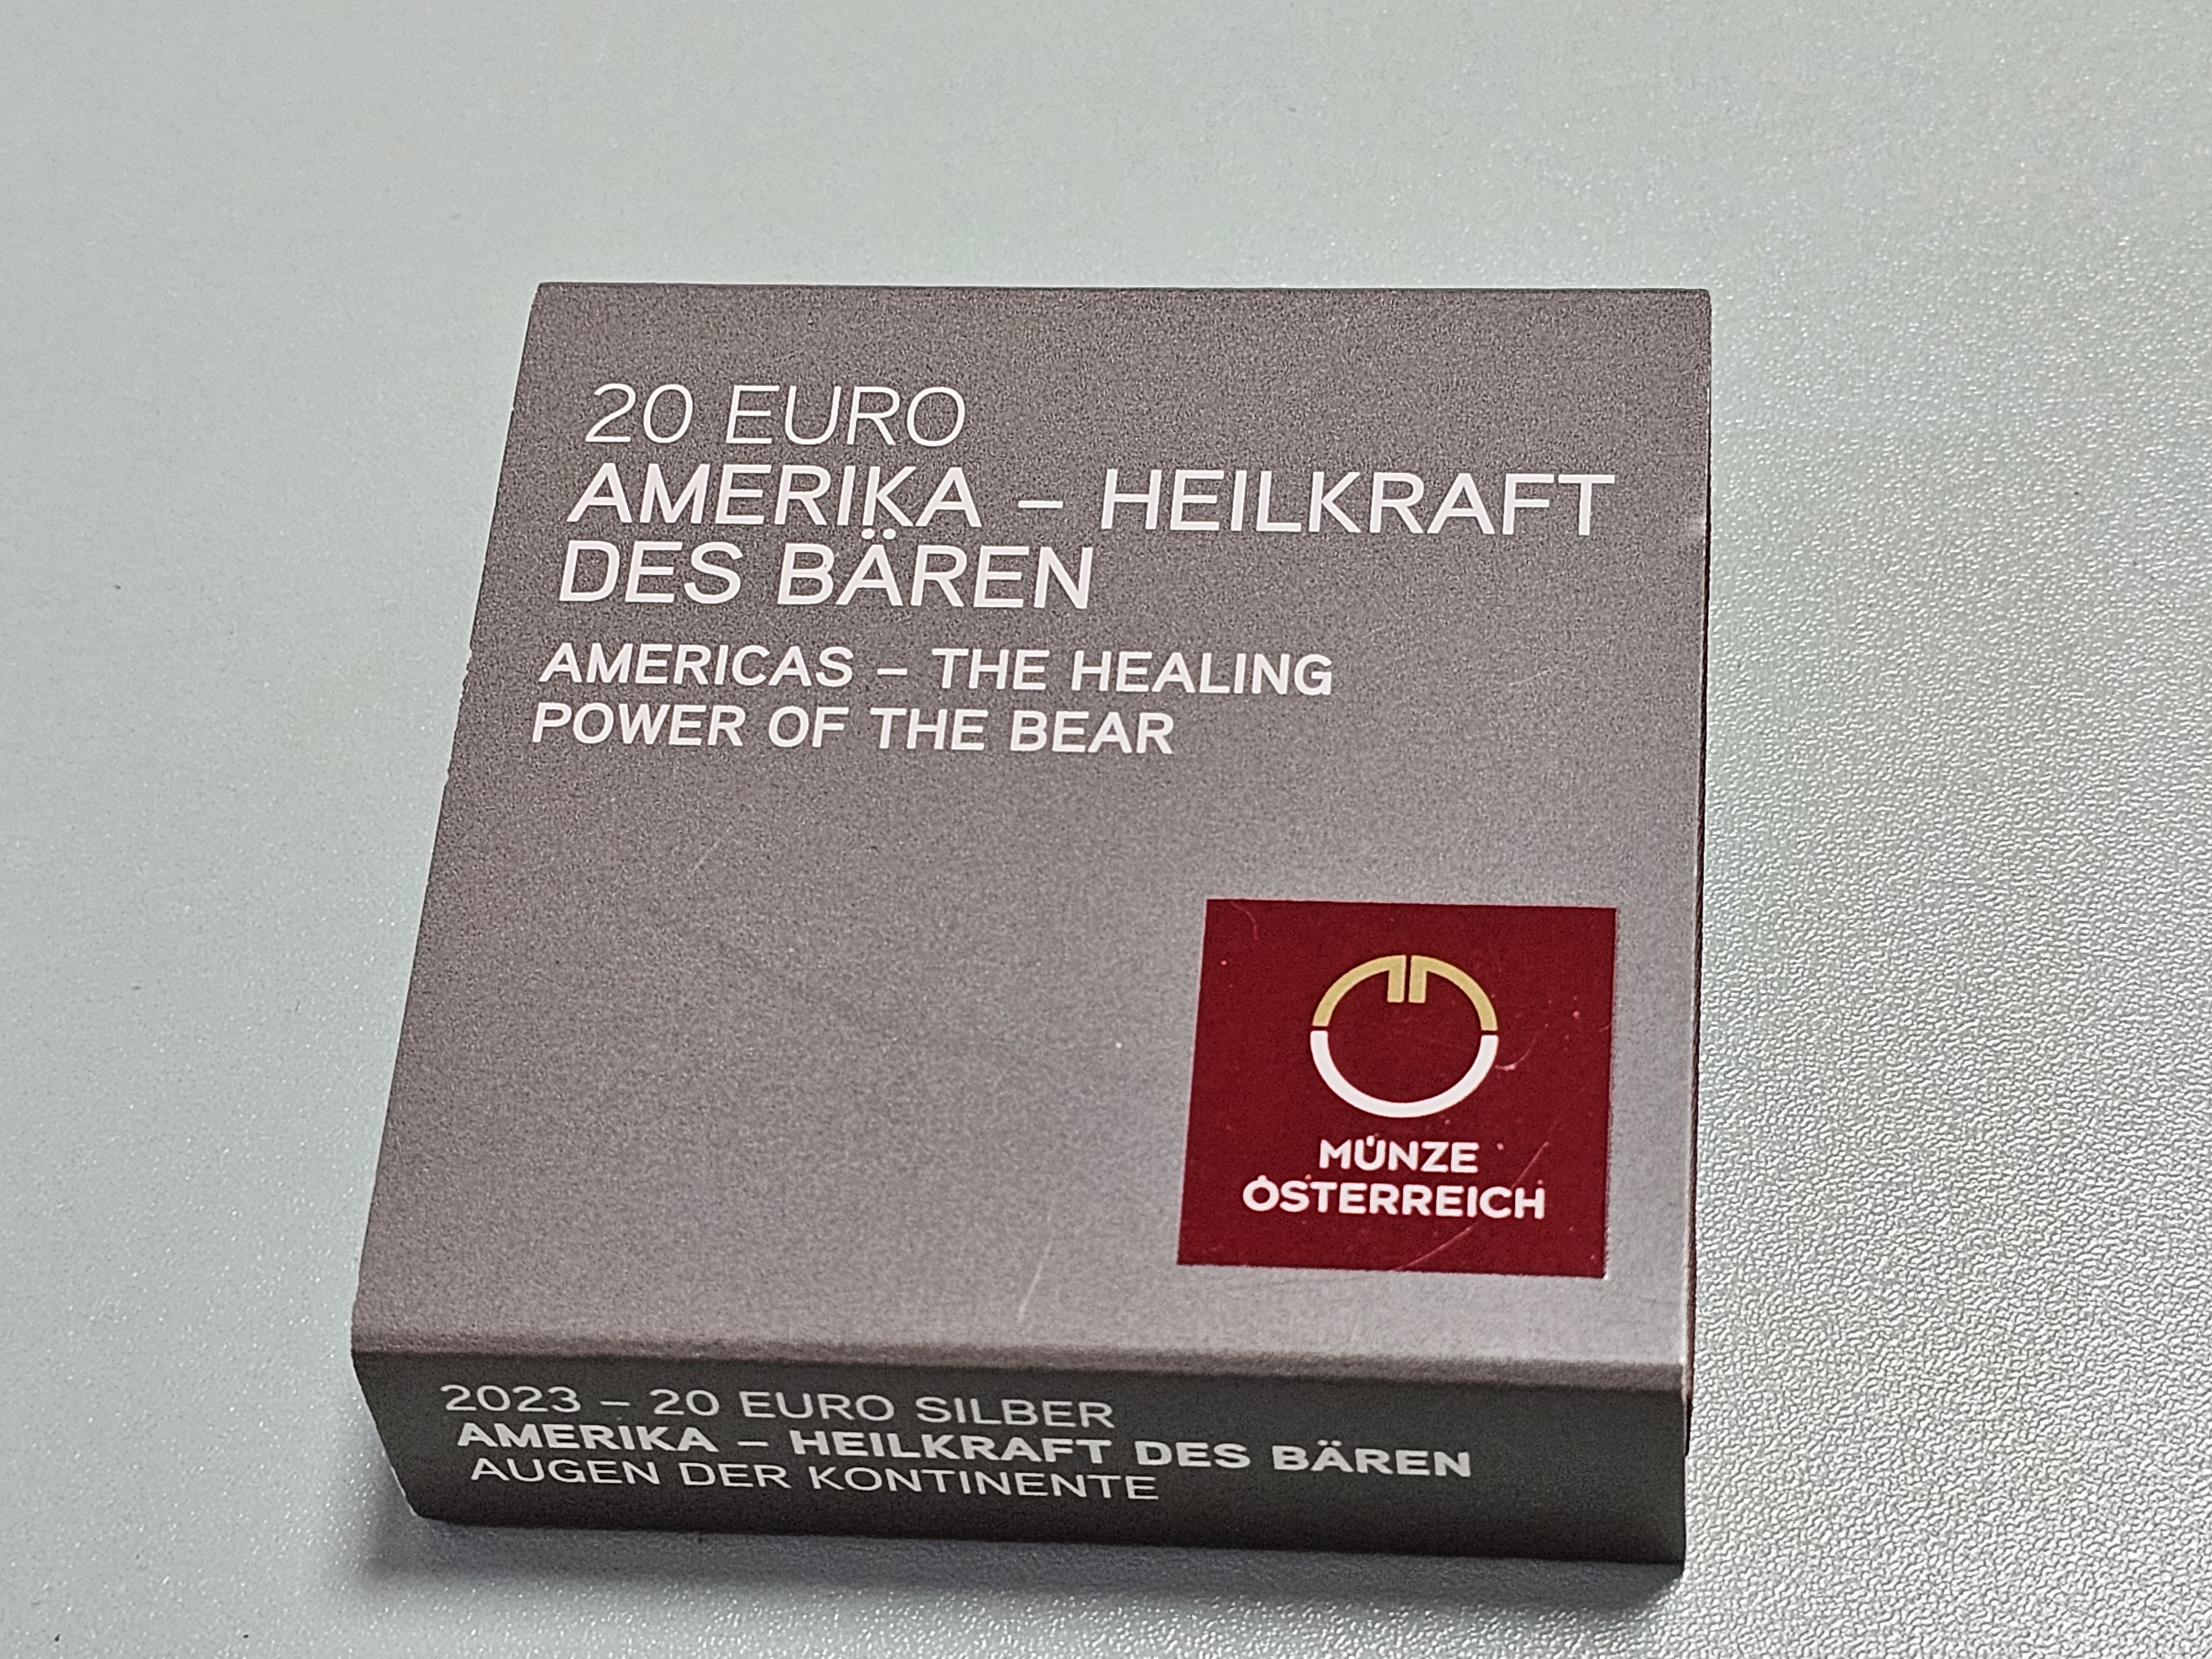 20 EURO
AMERIKA – HEILKRAFT
DES BÄREN
AMERICAS – THE HEALING
POWER OF THE BEAR
MÜNZE
ÖSTERREICH
2023 – 20 EURO SILBER
AMERIKA – HEILKRAFT DES BÄREN
AUGEN DER KONTINENTE